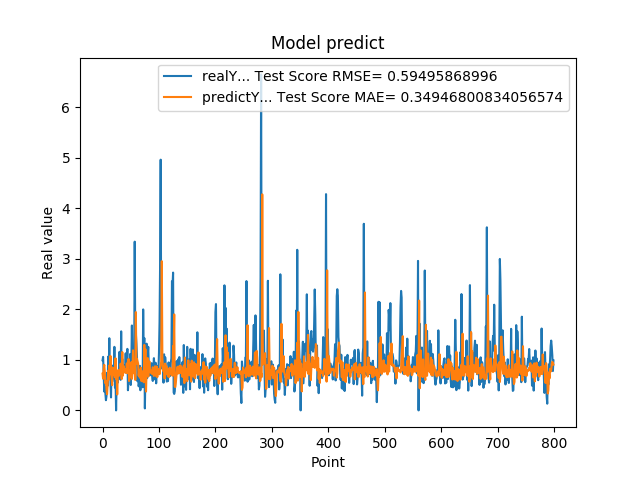 Model predict
realY... Test Score RMSE= 0.59495868996
predictY... Test Score MAE= 0.34946800834056574
Real value
6
5
4
3
2
1
0
0 100 200 300 400 500 600 700 800
Point